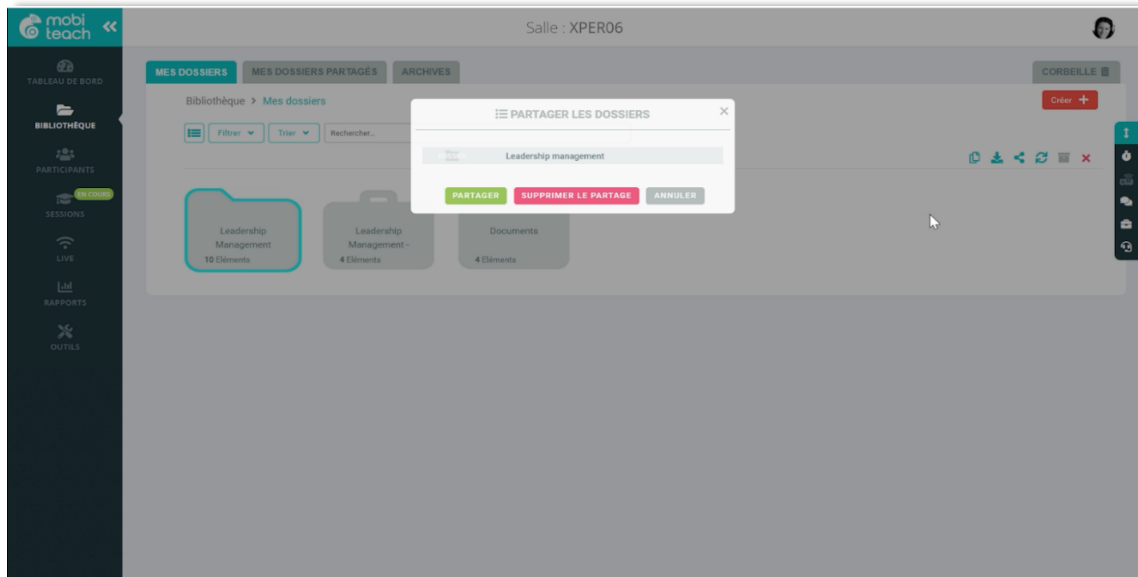 mobi
teach
Salle : XPER06
TABLEAU DE BORD
BIBLIOTHÈQUE
PARTICIPANTS
EN COURS
SESSIONS
LIVE
RAPPORTS
OUTILS
MES DOSSIERS
MES DOSSIERS PARTAGÉS
ARCHIVES
CORBEILLE
Bibliothèque > Mes dossiers
Créer +
Filtrer
Trier
Rechercher..
PARTAGER LES DOSSIERS
Leadership management
PARTAGER
SUPPRIMER LE PARTAGE
ANNULER
Leadership
Management
10 Eléments
Leadership
Management -
4 Eléments
Documents
4 Eléments